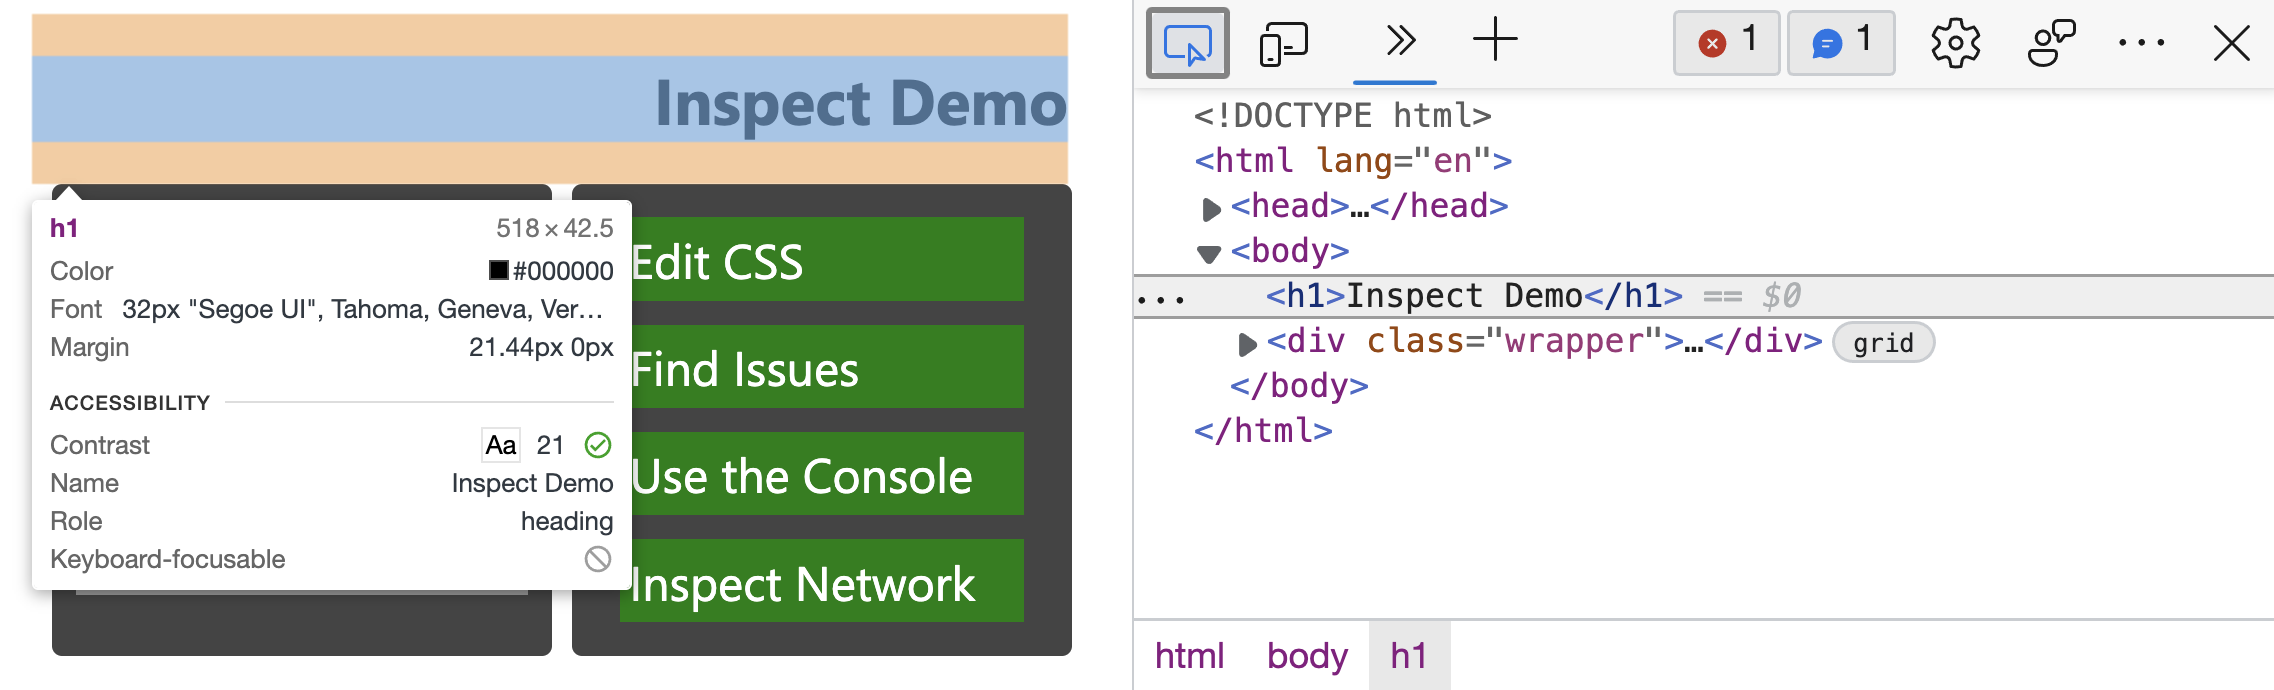 Inspect Demo
h1 518 × 42.5
Color #000000
Font 32px "Segoe UI", Tahoma, Geneva, Ver…
Margin 21.44px 0px
ACCESSIBILITY
Contrast Aa 21
Name Inspect Demo
Role heading
Keyboard-focusable
Edit CSS
Find Issues
Use the Console
Inspect Network
1 1
<!DOCTYPE html>
<html lang="en">
<head>…</head>
<body>
... <h1>Inspect Demo</h1> == $0
<div class="wrapper">…</div> grid
</body>
</html>
html body h1